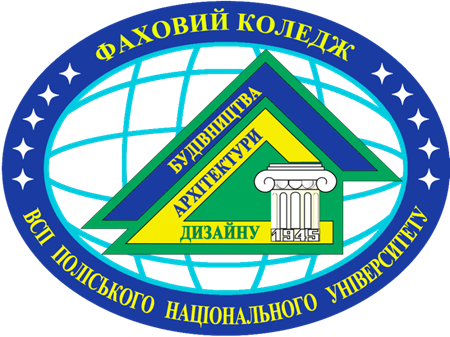 ФАХОВИЙ КОЛЕДЖ
БУДІВНИЦТВА
АРХІТЕКТУРИ
ДИЗАЙНУ
1945
ВСП ПОЛІСЬКОГО НАЦІОНАЛЬНОГО УНІВЕРСИТЕТУ